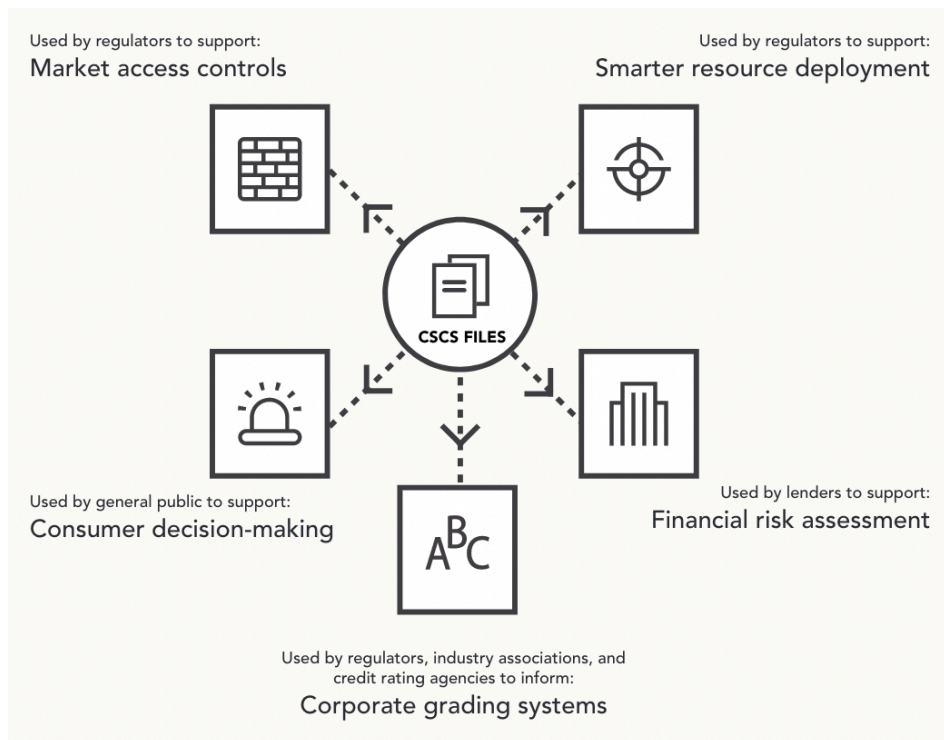 Used by regulators to support:
Market access controls
Used by regulators to support:
Smarter resource deployment
CSCS FILES
Used by general public to support:
Consumer decision-making
Used by lenders to support:
Financial risk assessment
ABC
Used by regulators, industry associations, and
credit rating agencies to inform:
Corporate grading systems